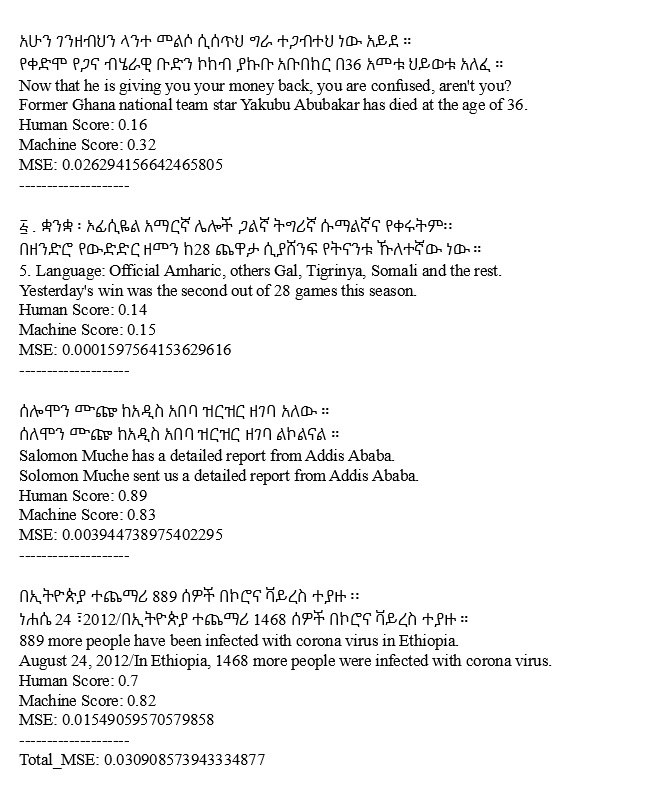 አሁን ገንዘብህን ላንተ መልሶ ሲሰጥህ ግራ ተጋብተህ ነው አይደ ።
የቀድሞ የጋና ብሄራዊ ቡድን ኮከብ ያኩቡ አቡበከር በ36 አመቱ ህይወቱ አለፈ ።
Now that he is giving you your money back, you are confused, aren't you?
Former Ghana national team star Yakubu Abubakar has died at the age of 36.
Human Score: 0.16
Machine Score: 0.32
MSE: 0.026294156642465805
--------------------
፭ . ቋንቋ ፡ ኦፊሲዬል አማርኛ ሌሎች ጋልኛ ትግሪኛ ሱማልኛና የቀሩትም፡፡
በዘንድሮ የውድድር ዘመን ከ28 ጨዋታ ሲያሸንፍ የትናንቱ ኹለተኛው ነው ።
5. Language: Official Amharic, others Gal, Tigrinya, Somali and the rest.
Yesterday's win was the second out of 28 games this season.
Human Score: 0.14
Machine Score: 0.15
MSE: 0.0001597564153629616
--------------------
ሰሎሞን ሙጩ ከአዲስ አበባ ዝርዝር ዘገባ አለው ።
ሰለሞን ሙጬ ከአዲስ አበባ ዝርዝር ዘገባ ልኮልናል ።
Salomon Muche has a detailed report from Addis Ababa.
Solomon Muche sent us a detailed report from Addis Ababa.
Human Score: 0.89
Machine Score: 0.83
MSE: 0.003944738975402295
--------------------
በኢትዮጵያ ተጨማሪ 889 ሰዎች በኮሮና ቫይረስ ተያዙ ፡፡
ነሐሴ 24 ፣2012/በኢትዮጵያ ተጨማሪ 1468 ሰዎች በኮሮና ቫይረስ ተያዙ ።
889 more people have been infected with corona virus in Ethiopia.
August 24, 2012/In Ethiopia, 1468 more people were infected with corona virus.
Human Score: 0.7
Machine Score: 0.82
MSE: 0.01549059570579858
--------------------
Total_MSE: 0.030908573943334877